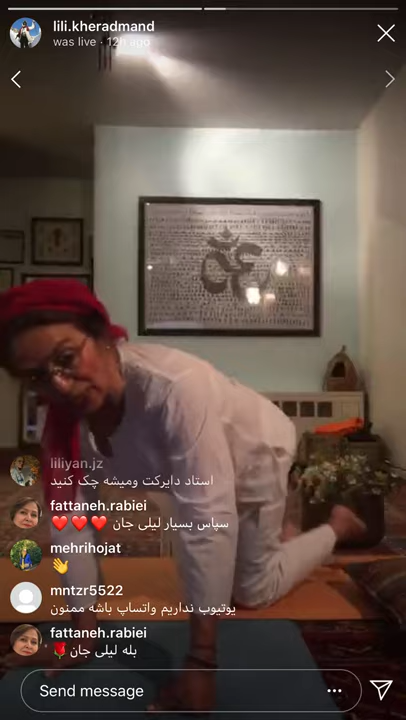 lili.kheradmand
was live · 12h ago
liliyan.jz
استاد دایرکت ومیشه چک کنید
fattaneh.rabiei
سپاس بسیار لیلی جان ❤️❤️❤️
mehrihojat
👋
mntzr5522
یوتیوب نداریم واتساپ باشه ممنون
fattaneh.rabiei
بله لیلی جان🌹
Send message